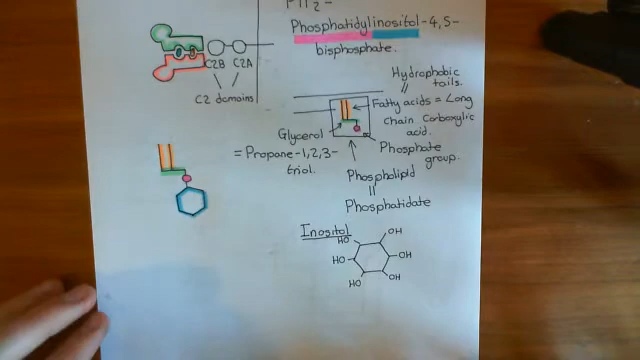 Phosphatidylinositol-4,5-
bisphosphate.
C2B C2A
C2 domains
Hydrophobic
tails.
Fatty acids = Long
chain Carboxylic
acid.
Glycerol
= Propane-1,2,3-
triol.
Phosphate
group.
Phospholipid
Phosphatidate
Inositol
HO OH
HO OH
HO OH